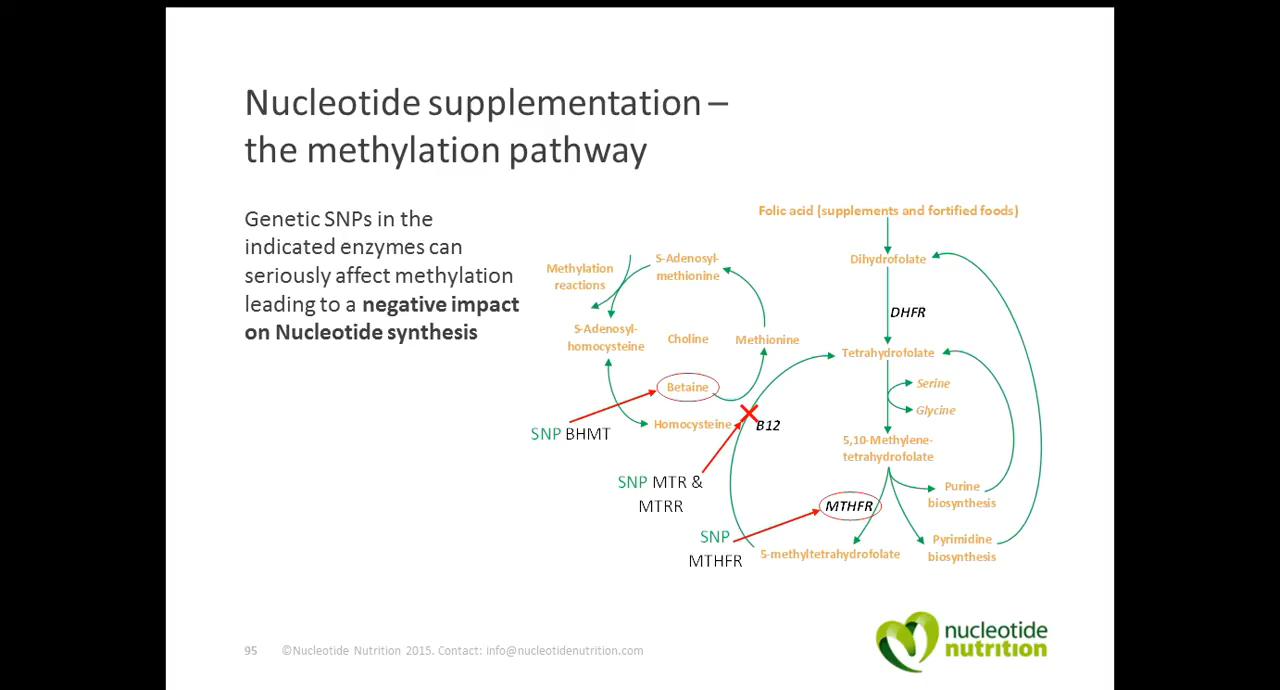 Nucleotide supplementation –
the methylation pathway
Genetic SNPs in the
indicated enzymes can
seriously affect methylation
leading to a negative impact
on Nucleotide synthesis
Folic acid (supplements and fortified foods)
Dihydrofolate
DHFR
Tetrahydrofolate
Serine
Glycine
5,10-Methylene-
tetrahydrofolate
Purine
biosynthesis
Pyrimidine
biosynthesis
MTHFR
5-methyltetrahydrofolate
Methylation
reactions
S-Adenosyl-
methionine
S-Adenosyl-
homocysteine
Choline
Methionine
Betaine
Homocysteine
B12
SNP BHMT
SNP MTR &
MTRR
SNP
MTHFR
95
©Nucleotide Nutrition 2015. Contact: info@nucleotidenutrition.com
nucleotide
nutrition